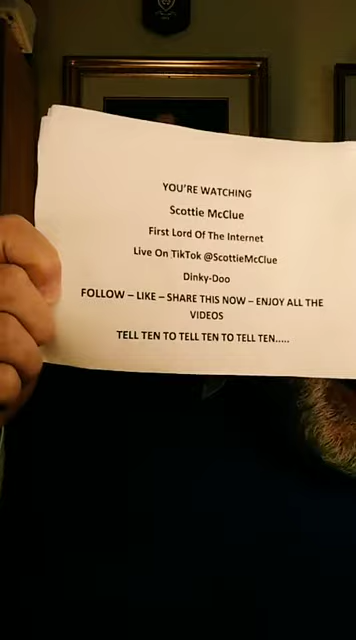 YOU'RE WATCHING
Scottie McClue
First Lord Of The Internet
Live On TikTok @ScottieMcClue
Dinky-Doo
FOLLOW – LIKE – SHARE THIS NOW – ENJOY ALL THE
VIDEOS
TELL TEN TO TELL TEN TO TELL TEN.....